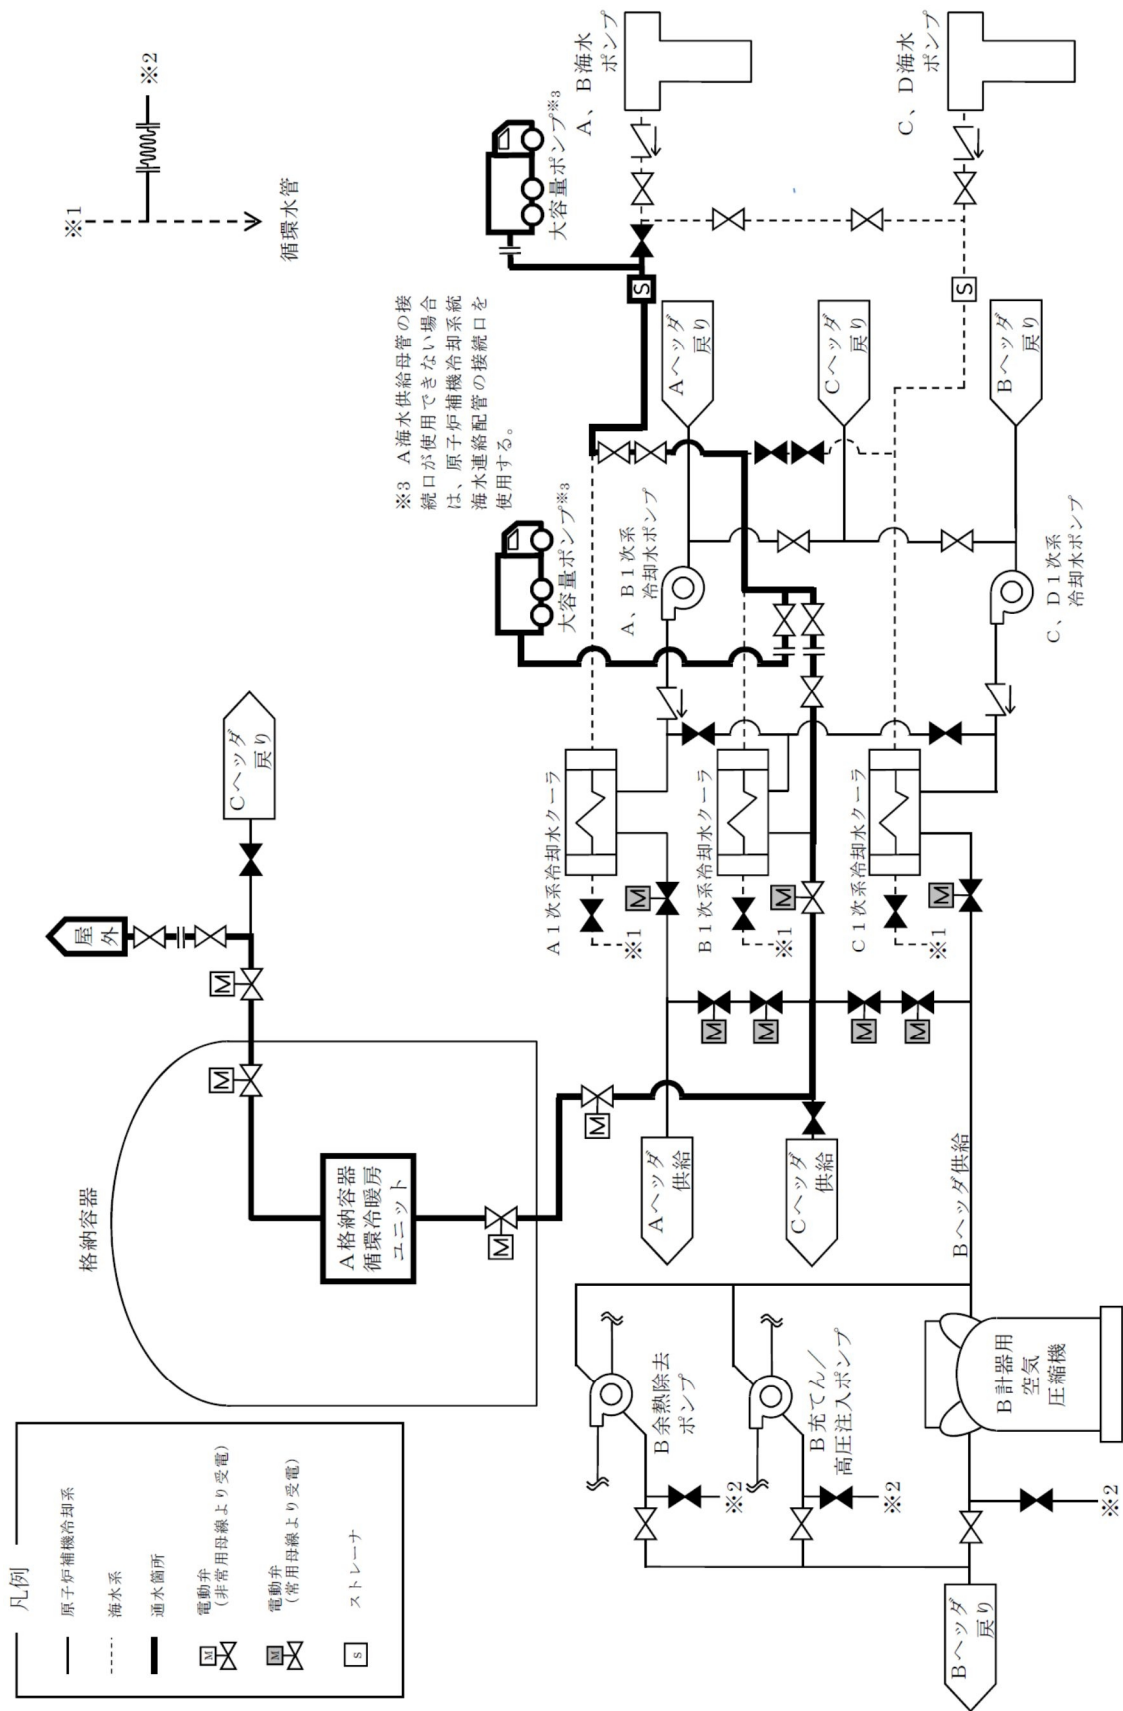 凡例
原子炉補機冷却系
海水系
通水箇所
M
電動弁
(非常用母線より受電)
M
電動弁
(常用母線より受電)
S
ストレーナ
格納容器
A格納容器
循環冷暖房
ユニット
M
M
M
M
屋外
Cヘッダ
戻り
※1
※2
循環水管
※3 A海水供給母管の接
続口が使用できない場合
は、原子炉補機冷却系統
海水連絡配管の接続口を
使用する。
大容量ポンプ※3
大容量ポンプ※3
A、B海水
ポンプ
C、D海水
ポンプ
S
S
Aヘッダ
戻り
Cヘッダ
戻り
Bヘッダ
戻り
A、B1次系
冷却水ポンプ
C、D1次系
冷却水ポンプ
A1次系冷却水クーラ
B1次系冷却水クーラ
C1次系冷却水クーラ
※1
※1
※1
M
M
M
M
M
M
M
Aヘッダ
供給
Cヘッダ
供給
Bヘッダ供給
B余熱除去
ポンプ
B充てん/
高圧注入ポンプ
B計器用
空気
圧縮機
※2
※2
※2
Bヘッダ
戻り